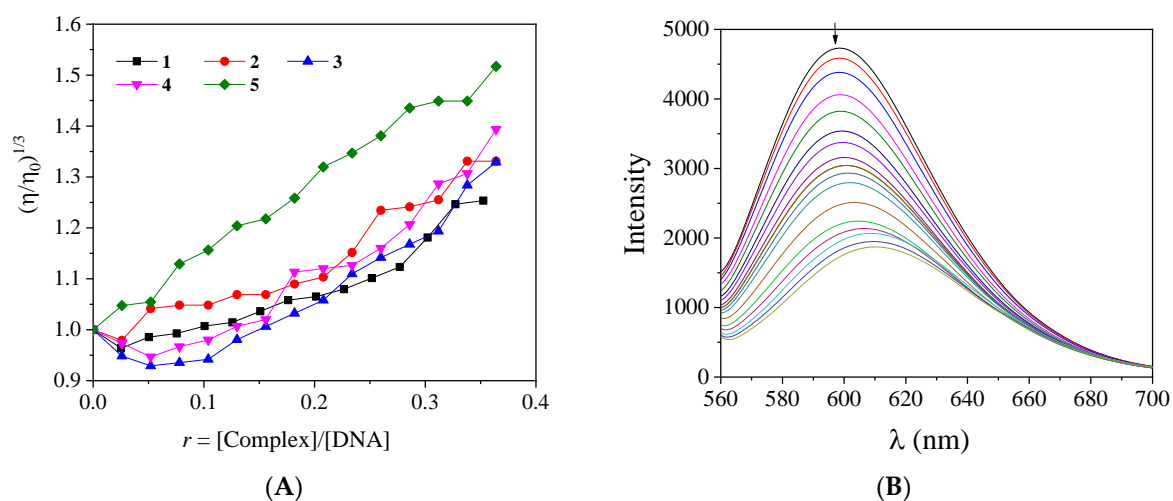 1.6
1.5
1.4
1.3
1.2
1.1
1.0
0.9
(η/η₀)^1/3
1 2 3
4 5
0.0 0.1 0.2 0.3 0.4
r = [Complex]/[DNA]
(A)
5000
4000
3000
2000
1000
0
Intensity
560 580 600 620 640 660 680 700
λ (nm)
(B)